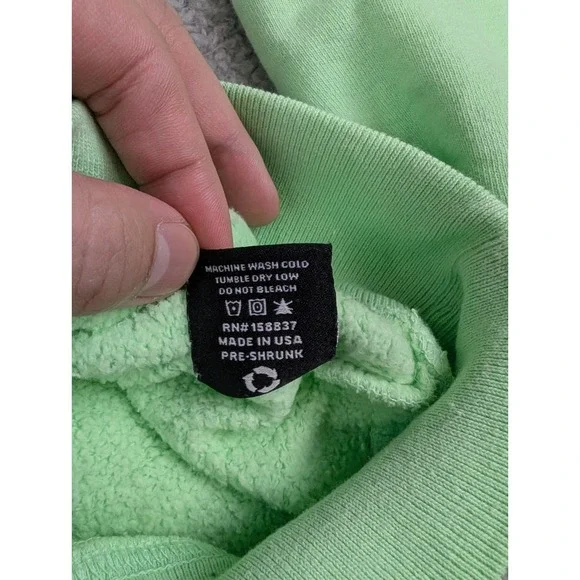 MACHINE WASH COLD
TUMBLE DRY LOW
DO NOT BLEACH
RN# 158837
MADE IN USA
PRE-SHRUNK